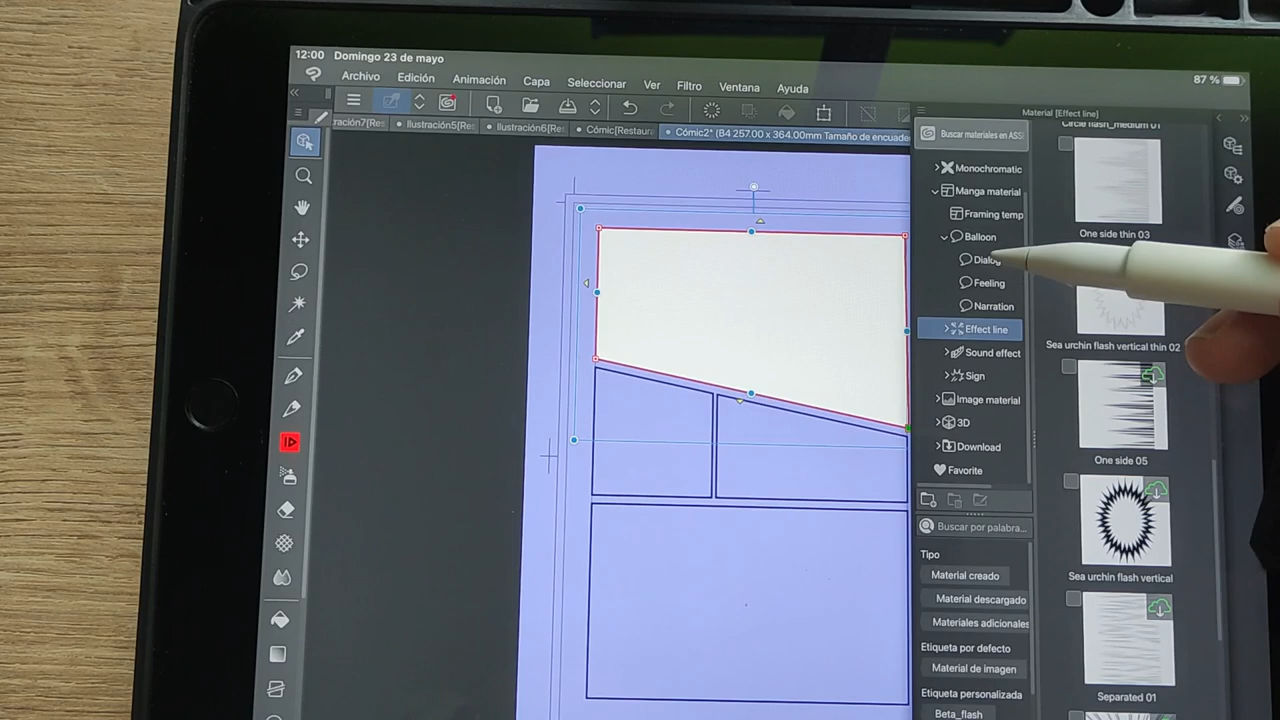 12:00 Domingo 23 de mayo
87 %
Archivo Edición Animación Capa Seleccionar Ver Filtro Ventana Ayuda
Material [Effect line]
Ilustración5[Re Ilustración6[Re Cómic[Restaura Cómic2* (B4 257.00 x 364.00mm Tamaño de encuade
Buscar materiales en ASS
Circle flash_medium 01
Monochromatic
Manga material
Framing temp
Balloon
Dialog
Feeling
Narration
Effect line
Sound effect
Sign
Image material
3D
Download
Favorite
Buscar por palabra...
Tipo
Material creado
Material descargado
Materiales adicionales
Etiqueta por defecto
Material de imagen
Etiqueta personalizada
Beta_flash
One side thin 03
Sea urchin flash vertical thin 02
One side 05
Sea urchin flash vertical
Separated 01